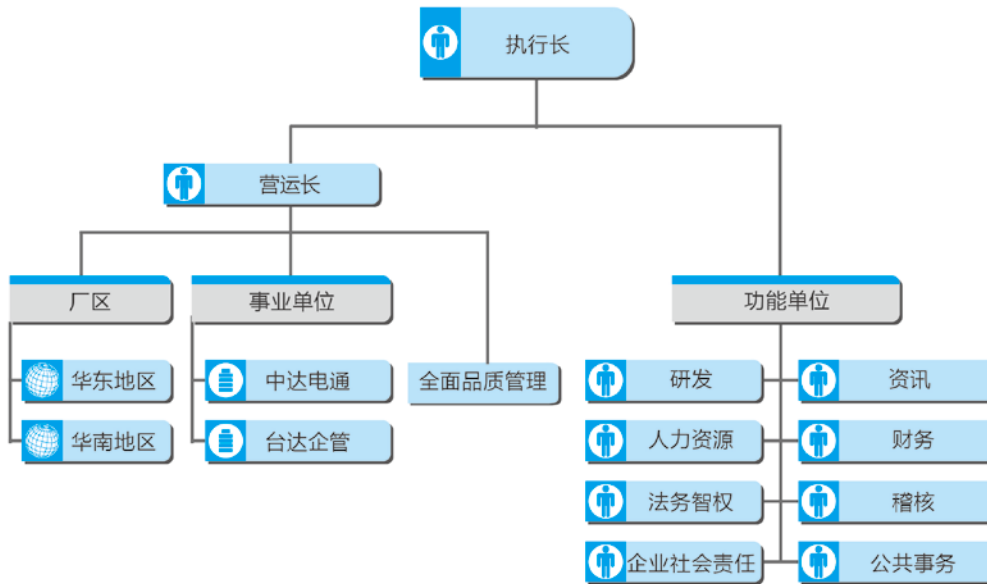 执行长
营运长
厂区
事业单位
功能单位
华东地区
中达电通
全面品质管理
研发
资讯
华南地区
台达企管
人力资源
财务
法务智权
稽核
企业社会责任
公共事务